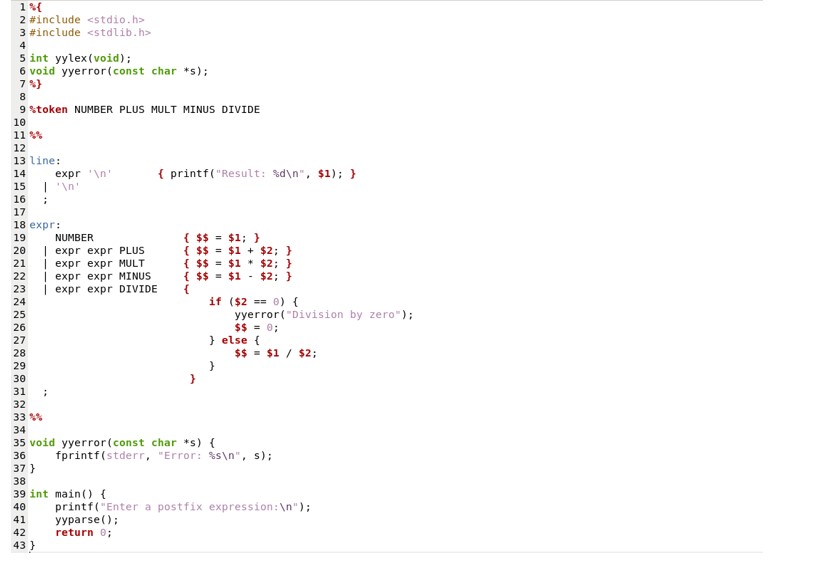 1 %{
2 #include <stdio.h>
3 #include <stdlib.h>
4
5 int yylex(void);
6 void yyerror(const char *s);
7 %}
8
9 %token NUMBER PLUS MULT MINUS DIVIDE
10
11 %%
12
13 line:
14     expr '\n'       { printf("Result: %d\n", $1); }
15   | '\n'
16   ;
17
18 expr:
19     NUMBER              { $$ = $1; }
20   | expr expr PLUS      { $$ = $1 + $2; }
21   | expr expr MULT      { $$ = $1 * $2; }
22   | expr expr MINUS     { $$ = $1 - $2; }
23   | expr expr DIVIDE    {
24                             if ($2 == 0) {
25                                 yyerror("Division by zero");
26                                 $$ = 0;
27                             } else {
28                                 $$ = $1 / $2;
29                             }
30                          }
31   ;
32
33 %%
34
35 void yyerror(const char *s) {
36     fprintf(stderr, "Error: %s\n", s);
37 }
38
39 int main() {
40     printf("Enter a postfix expression:\n");
41     yyparse();
42     return 0;
43 }